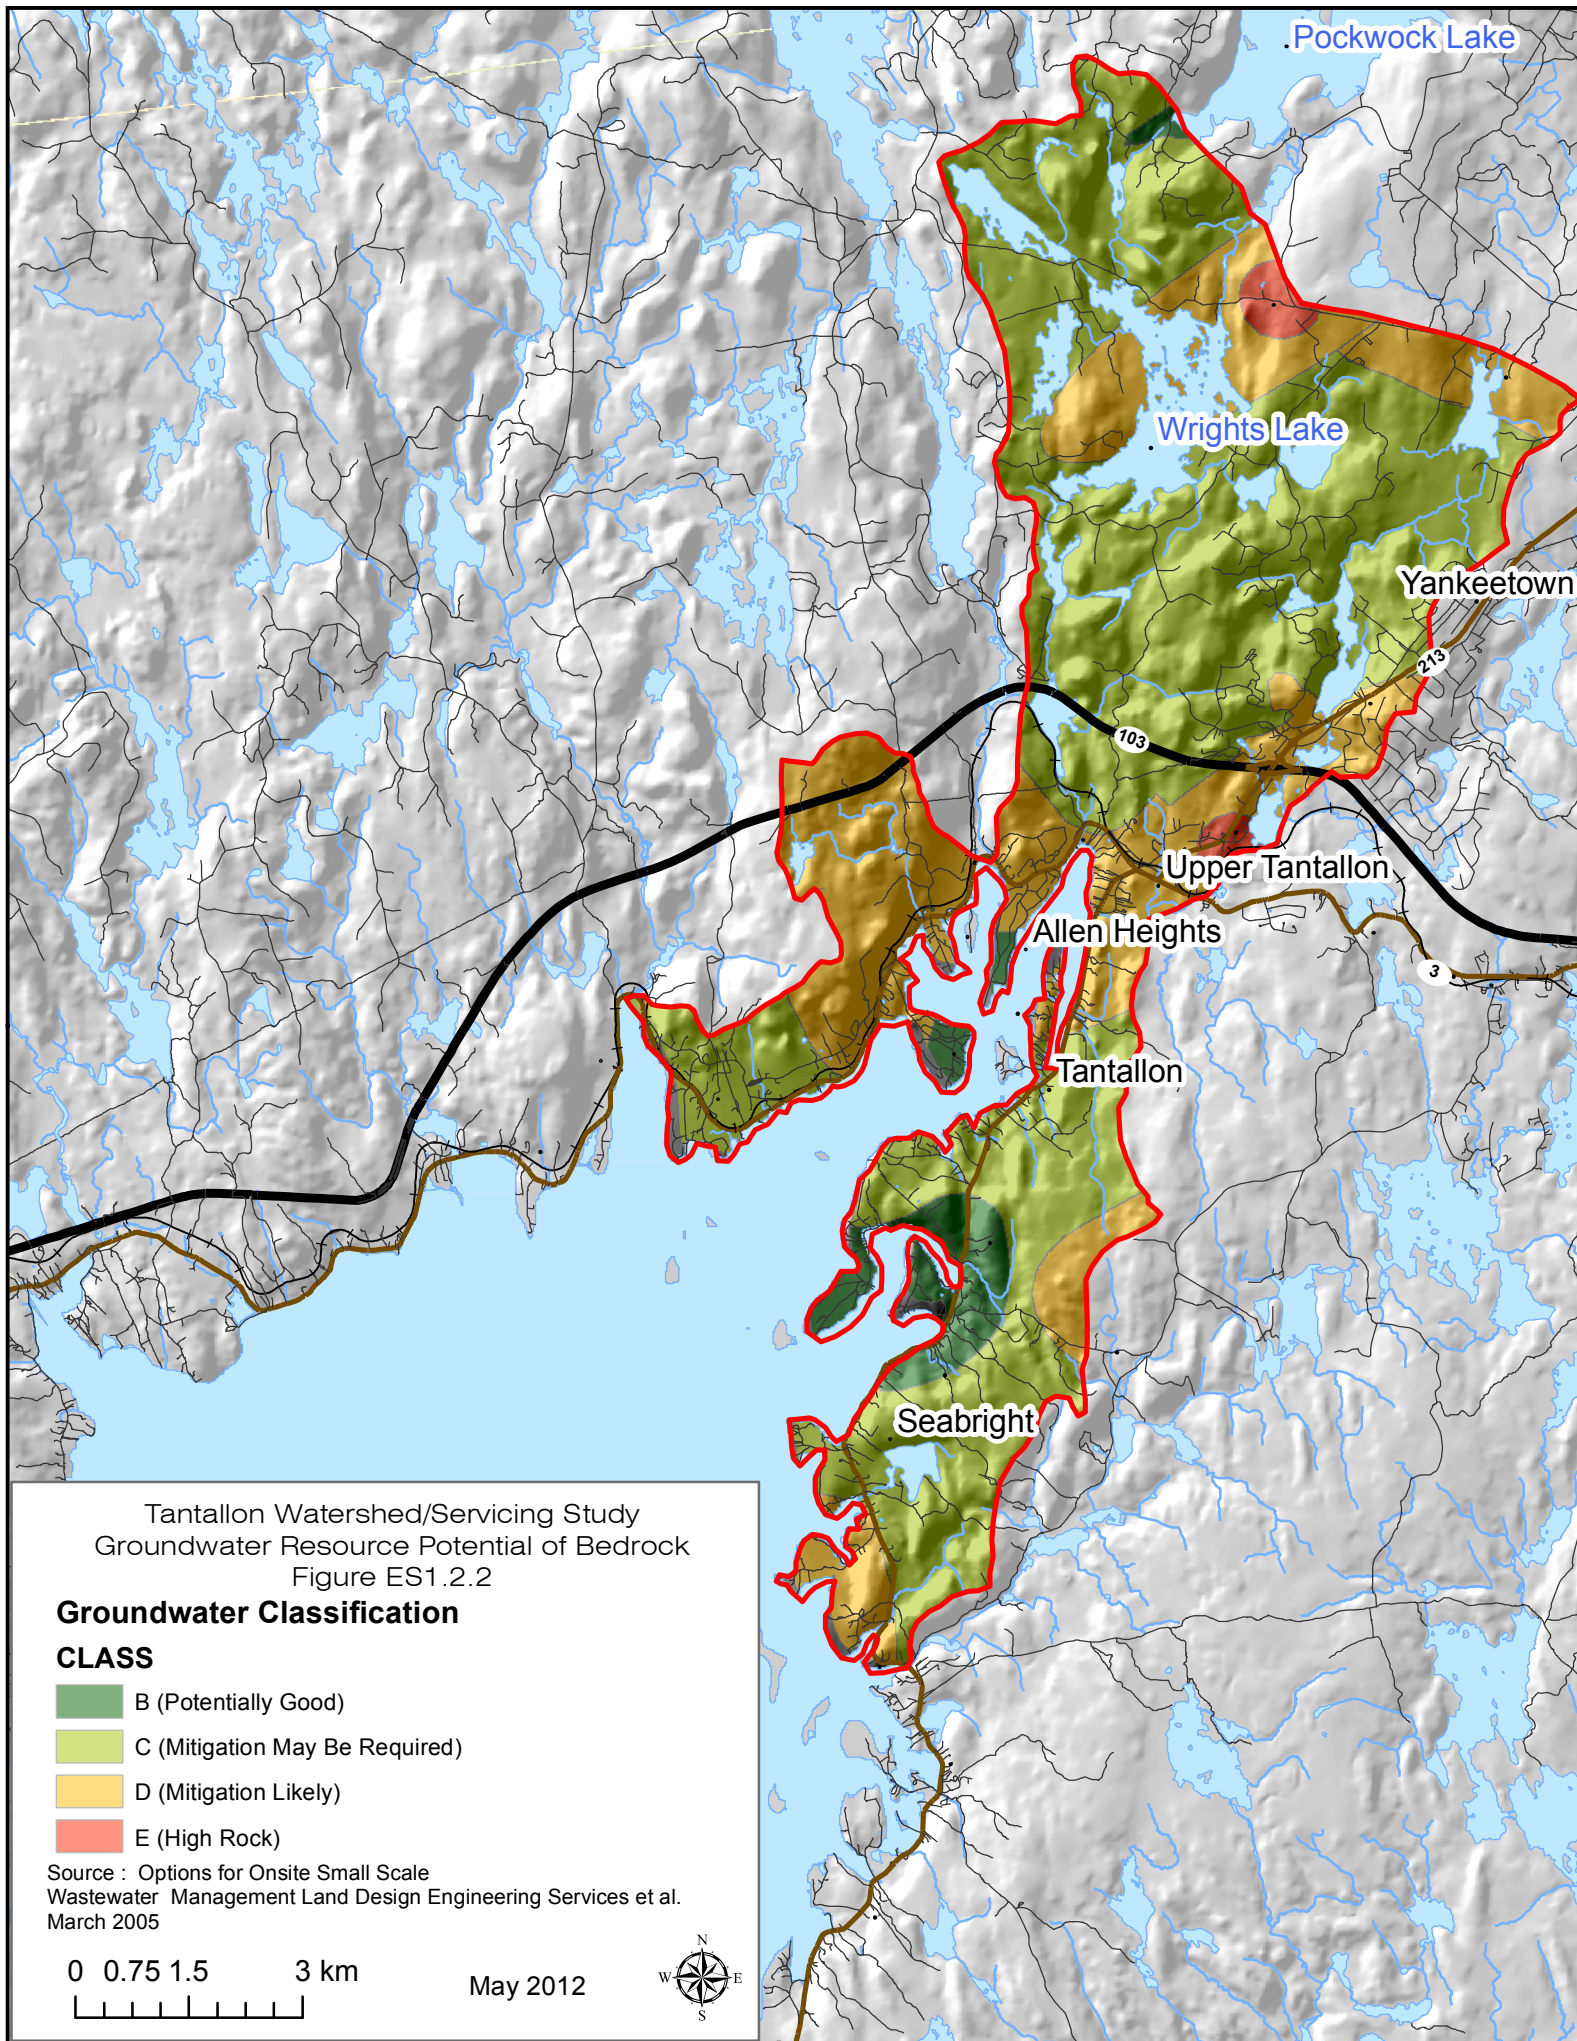 Pockwock Lake
Wrights Lake
Yankeetown
213
103
Upper Tantallon
Allen Heights
3
Tantallon
Seabright
Tantallon Watershed/Servicing Study
Groundwater Resource Potential of Bedrock
Figure ES1.2.2
Groundwater Classification
CLASS
B (Potentially Good)
C (Mitigation May Be Required)
D (Mitigation Likely)
E (High Rock)
Source : Options for Onsite Small Scale
Wastewater Management Land Design Engineering Services et al.
March 2005
0 0.75 1.5 3 km
May 2012
N
W E
S